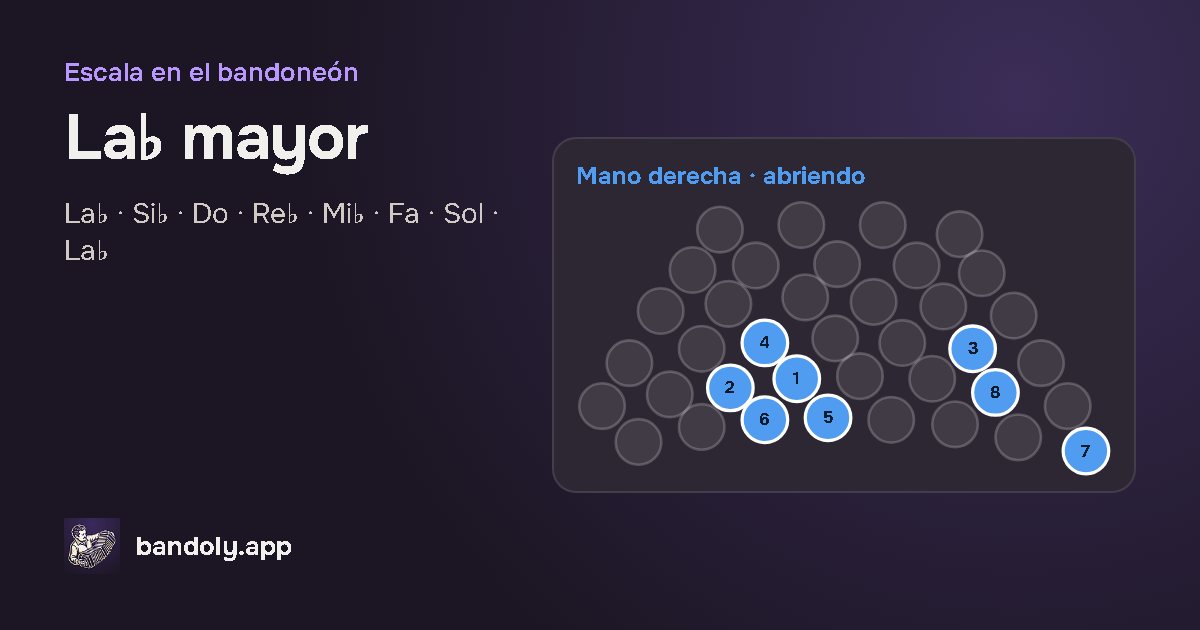 Escala en el bandoneón
La♭ mayor
La♭ · Si♭ · Do · Re♭ · Mi♭ · Fa · Sol ·
La♭
Mano derecha · abriendo
4
3
2
1
8
6
5
7
bandoly.app